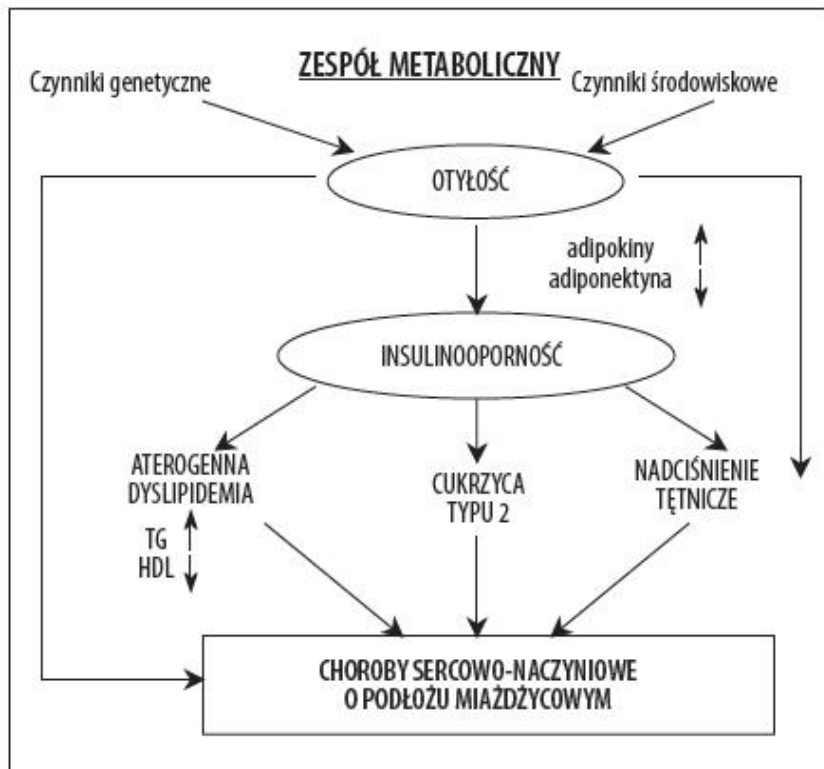 ZESPÓŁ METABOLICZNY
Czynniki genetyczne
Czynniki środowiskowe
OTYŁOŚĆ
adipokiny
adiponektyna
INSULINOOPORNOŚĆ
ATEROGENNA
DYSLIPIDEMIA
TG
HDL
CUKRZYCA
TYPU 2
NADCIŚNIENIE
TĘTNICZE
CHOROBY SERCOWO-NACZYNIOWE
O PODŁOŻU MIAŻDŻYCOWYM